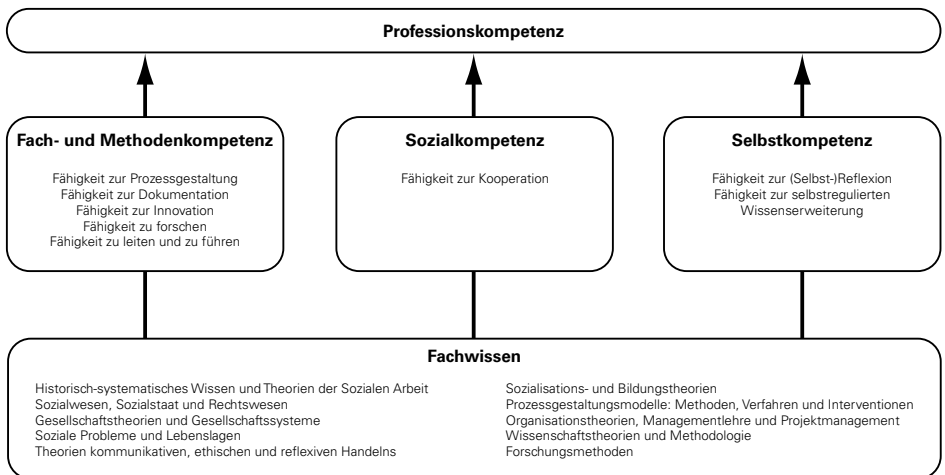 Professionskompetenz
Fach- und Methodenkompetenz
Fähigkeit zur Prozessgestaltung
Fähigkeit zur Dokumentation
Fähigkeit zur Innovation
Fähigkeit zu forschen
Fähigkeit zu leiten und zu führen
Sozialkompetenz
Fähigkeit zur Kooperation
Selbstkompetenz
Fähigkeit zur (Selbst-)Reflexion
Fähigkeit zur selbstregulierten
Wissenserweiterung
Fachwissen
Historisch-systematisches Wissen und Theorien der Sozialen Arbeit
Sozialwesen, Sozialstaat und Rechtswesen
Gesellschaftstheorien und Gesellschaftssysteme
Soziale Probleme und Lebenslagen
Theorien kommunikativen, ethischen und reflexiven Handelns
Sozialisations- und Bildungstheorien
Prozessgestaltungsmodelle: Methoden, Verfahren und Interventionen
Organisationstheorien, Managementlehre und Projektmanagement
Wissenschaftstheorien und Methodologie
Forschungsmethoden